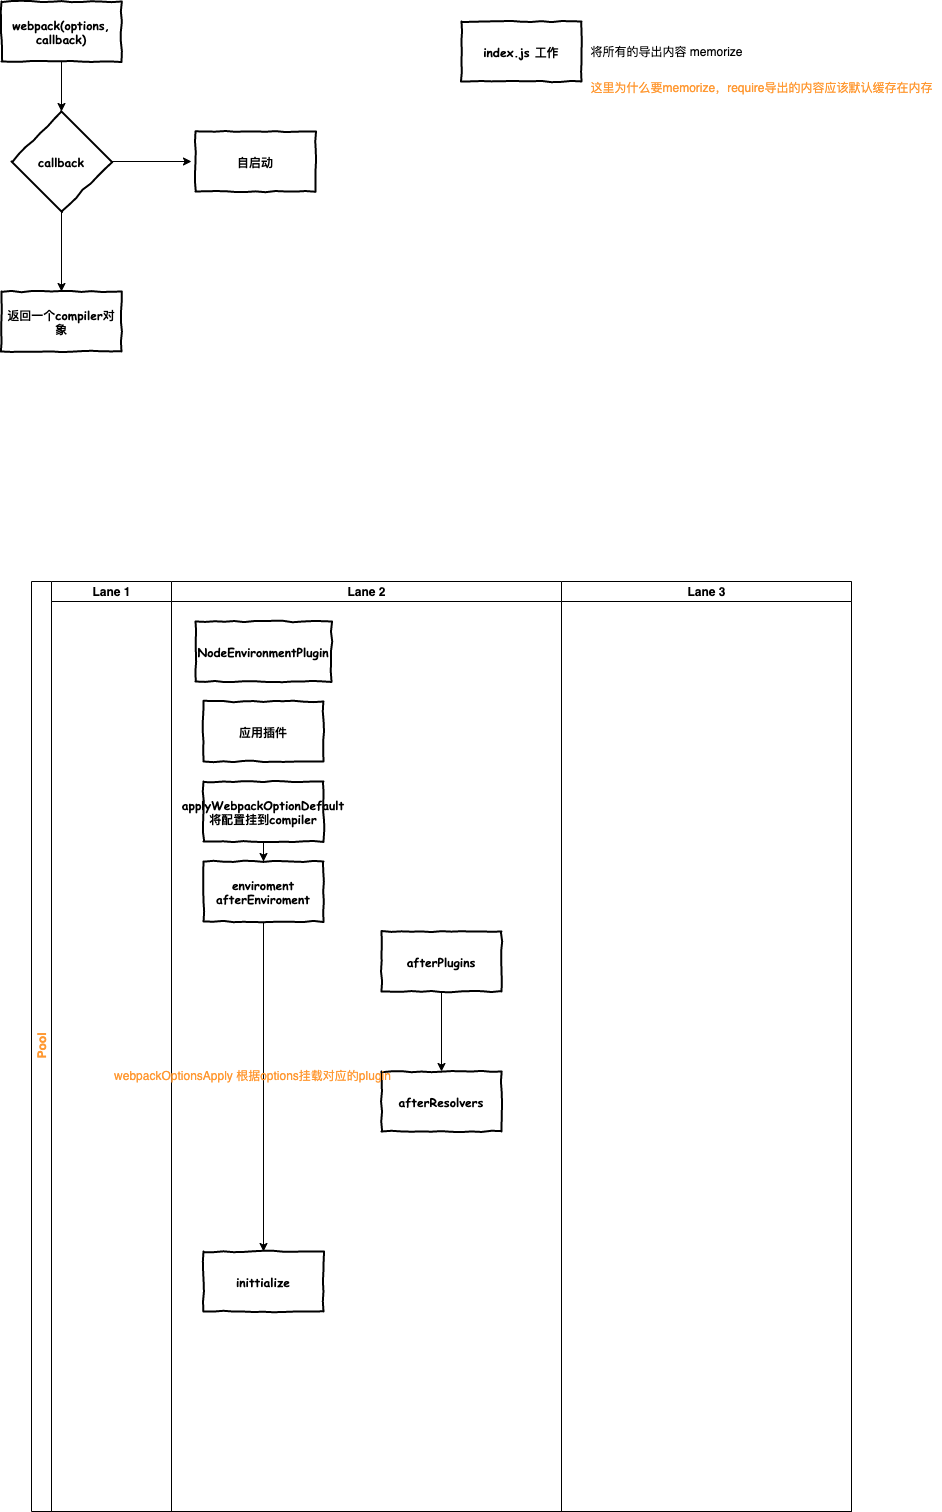 webpack(options,
callback)
index.js 工作
将所有的导出内容 memorize
这里为什么要memorize，require导出的内容应该默认缓存在内存
callback
自启动
返回一个compiler对
象
Pool
Lane 1
Lane 2
Lane 3
NodeEnvironmentPlugin
应用插件
applyWebpackOptionDefault
将配置挂到compiler
enviroment
afterEnviroment
afterPlugins
webpackOptionsApply 根据options挂载对应的plugin
afterResolvers
inittialize